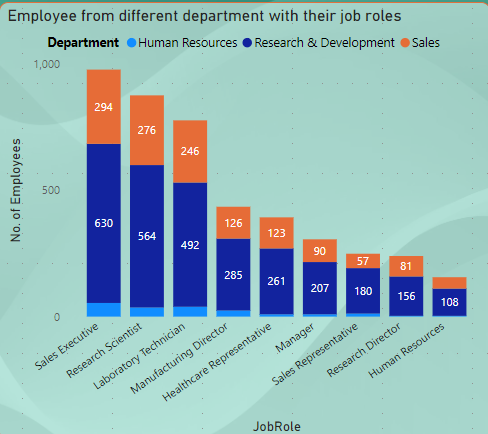 Employee from different department with their job roles
Department Human Resources Research & Development Sales
No. of Employees
1,000
500
0
294 276 246 126 123 90 57 81
630 564 492 285 261 207 180 156 108
Sales Executive
Research Scientist
Laboratory Technician
Manufacturing Director
Healthcare Representative
Manager
Sales Representative
Research Director
Human Resources
JobRole